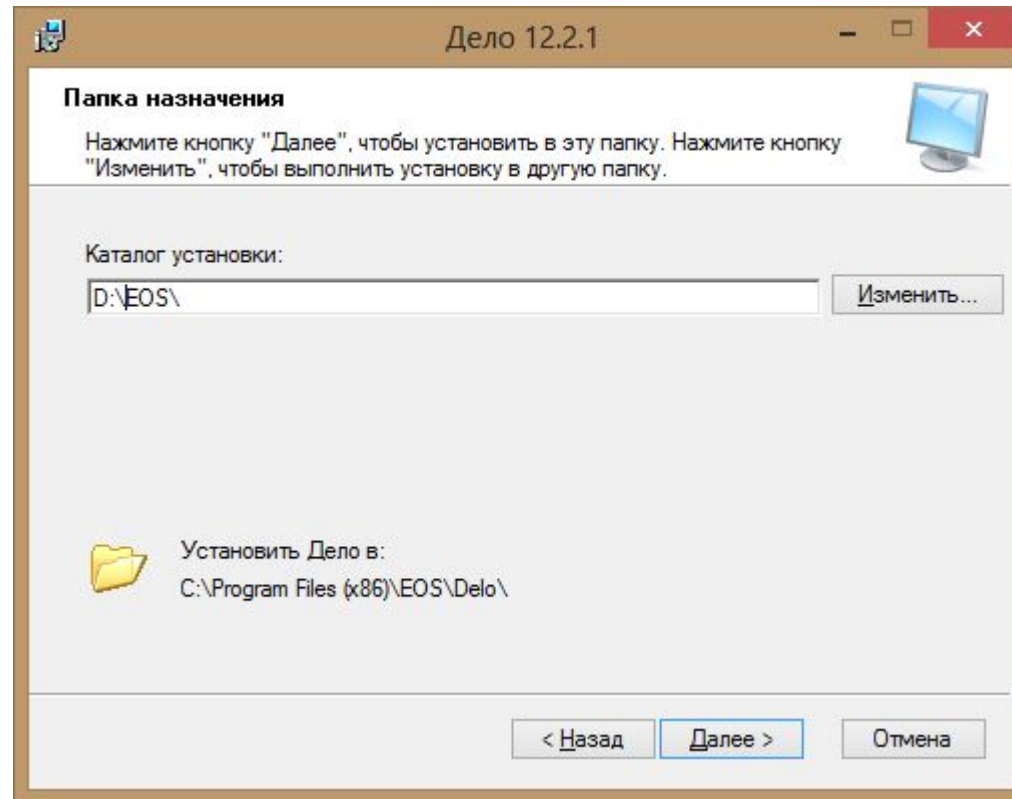 Дело 12.2.1
Папка назначения
Нажмите кнопку "Далее", чтобы установить в эту папку. Нажмите кнопку
"Изменить", чтобы выполнить установку в другую папку.
Каталог установки:
D:\EOS\
Изменить...
Установить Дело в:
C:\Program Files (x86)\EOS\Delo\
< Назад
Далее >
Отмена